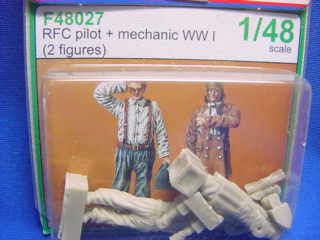 F48027
RFC pilot + mechanic WW I
(2 figures)
1/48
scale